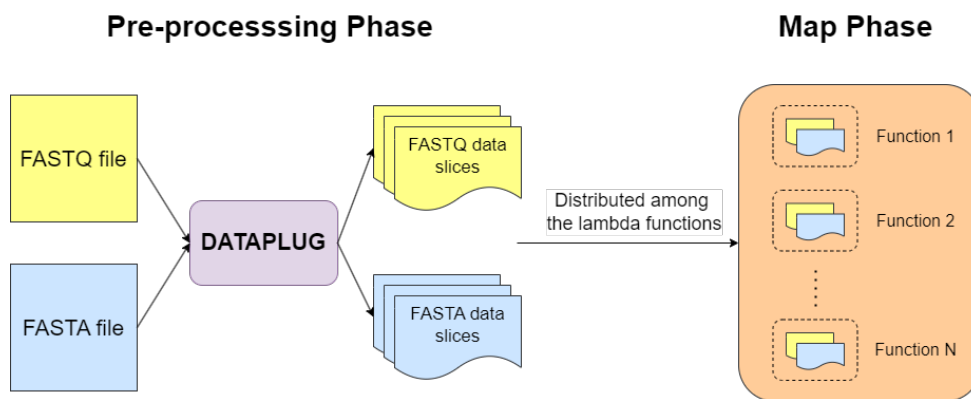 Pre-processsing Phase
Map Phase
FASTQ file
FASTA file
DATAPLUG
FASTQ data
slices
FASTA data
slices
Distributed among
the lambda functions
Function 1
Function 2
Function N